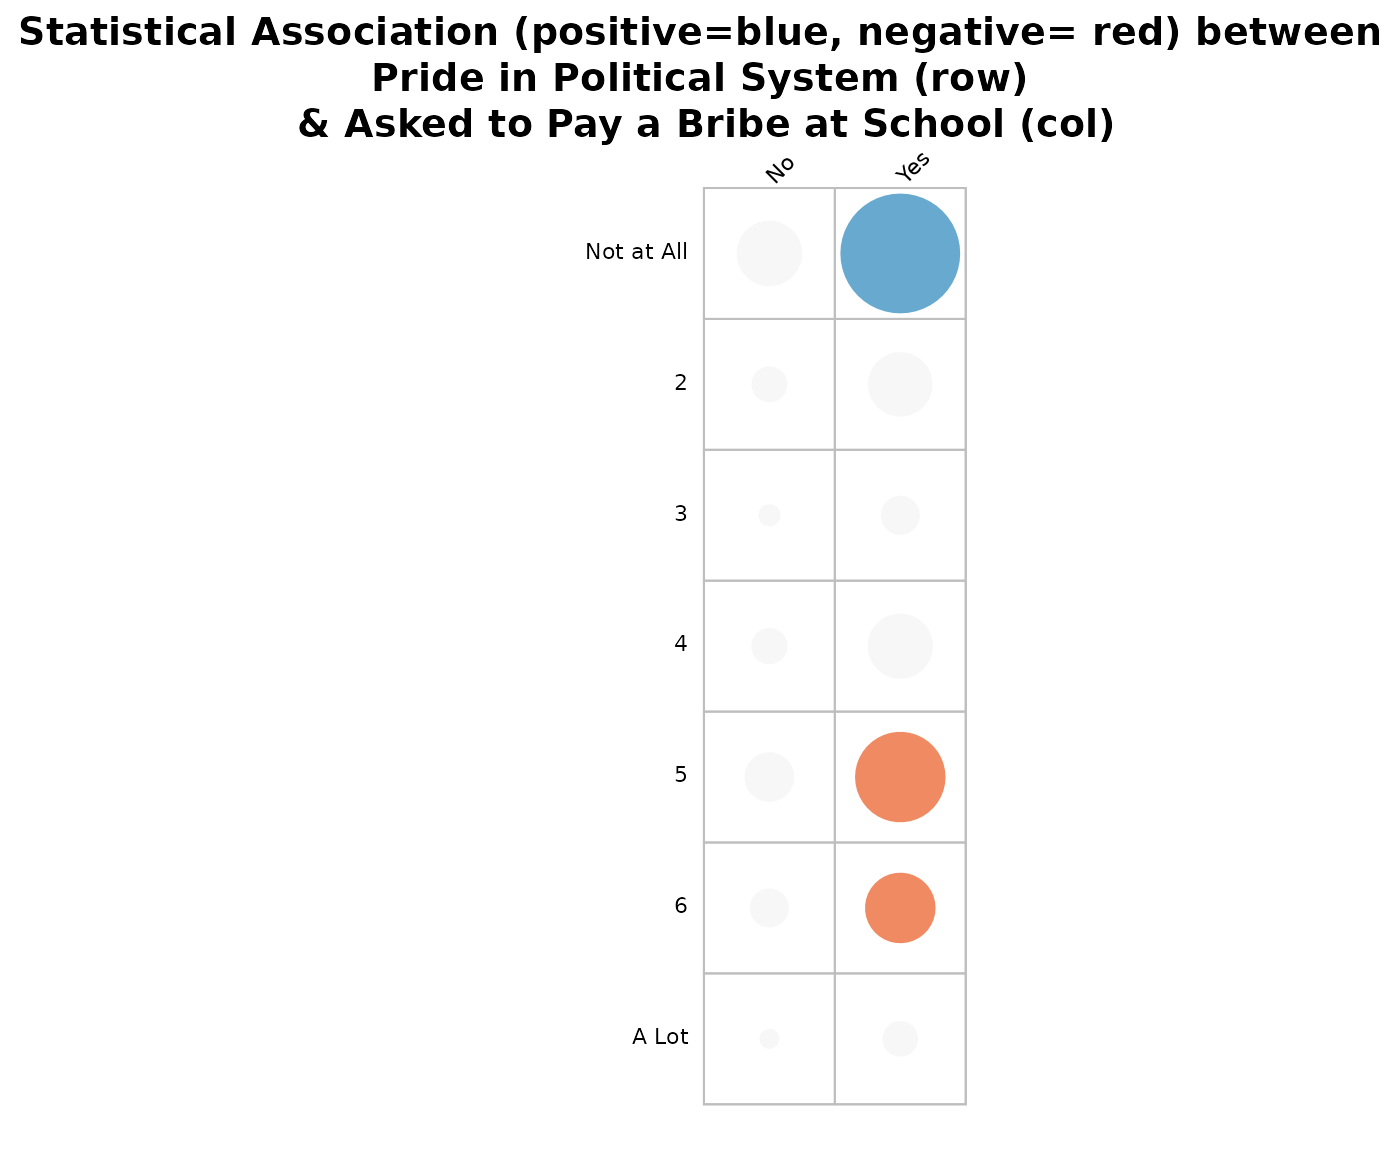 Statistical Association (positive=blue, negative= red) between
Pride in Political System (row)
& Asked to Pay a Bribe at School (col)
No Yes
Not at All
2
3
4
5
6
A Lot